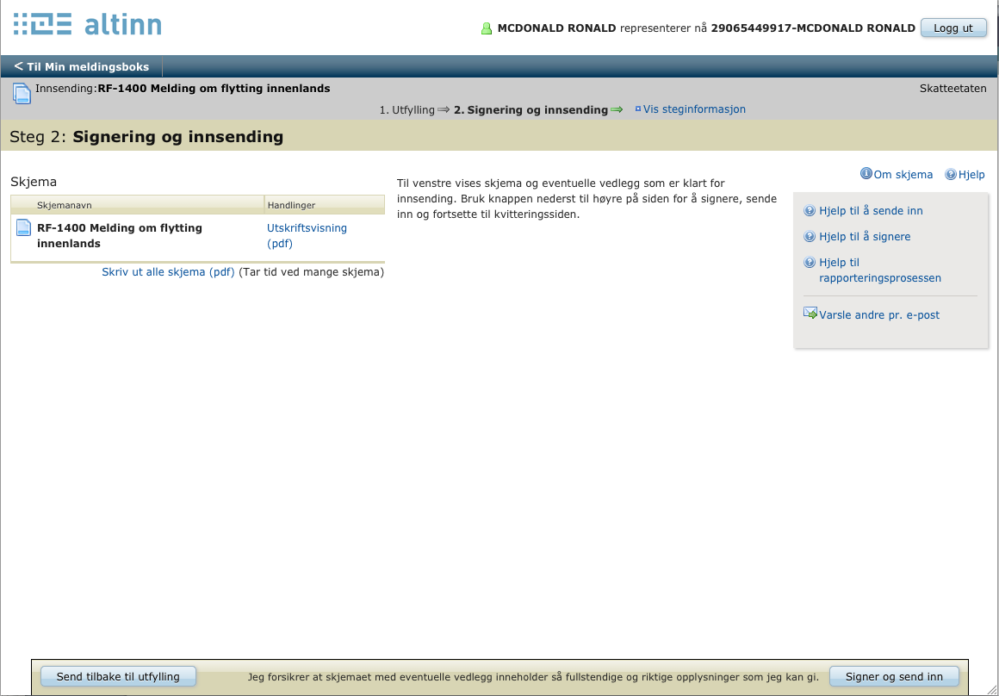 altinn
MCDONALD RONALD representerer nå 29065449917-MCDONALD RONALD
Logg ut
< Til Min meldingsboks
Innsending:RF-1400 Melding om flytting innenlands
Skatteetaten
1. Utfylling ⇒ 2. Signering og innsending ⇒ Vis steginformasjon
Steg 2: Signering og innsending
Om skjema
Hjelp
Skjema
Skjemanavn
Handlinger
RF-1400 Melding om flytting
innenlands
Utskriftsvisning
(pdf)
Skriv ut alle skjema (pdf) (Tar tid ved mange skjema)
Til venstre vises skjema og eventuelle vedlegg som er klart for
innsending. Bruk knappen nederst til høyre på siden for å signere, sende
inn og fortsette til kvitteringssiden.
Hjelp til å sende inn
Hjelp til å signere
Hjelp til
rapporteringsprosessen
Varsle andre pr. e-post
Send tilbake til utfylling
Jeg forsikrer at skjemaet med eventuelle vedlegg inneholder så fullstendige og riktige opplysninger som jeg kan gi.
Signer og send inn